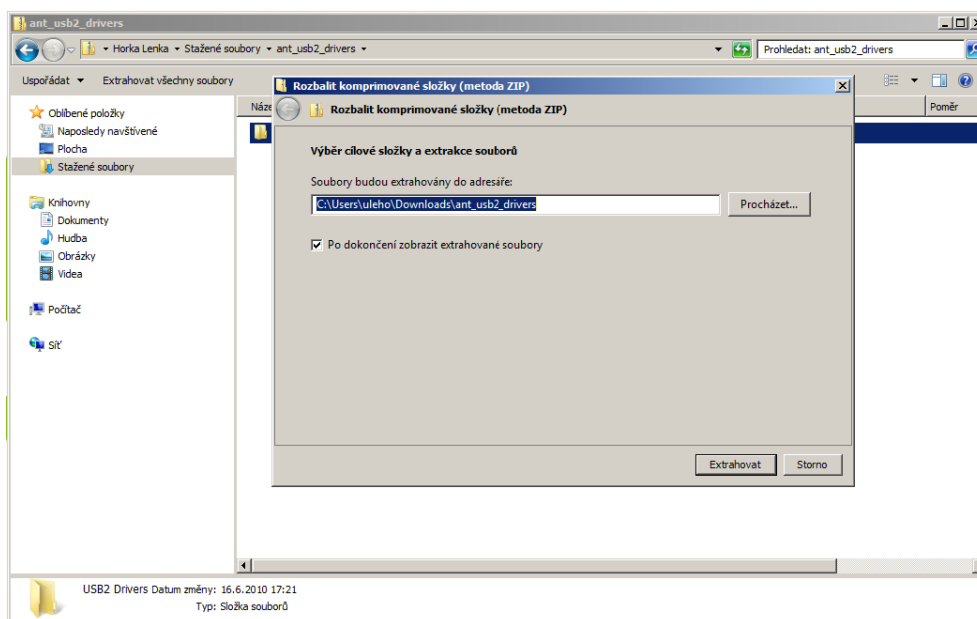 ant_usb2_drivers
Horka Lenka ▾ Stažené soubory ▾ ant_usb2_drivers ▾
Prohledat: ant_usb2_drivers
Uspořádat ▾ Extrahovat všechny soubory
Poměr
Oblíbené položky
Naposledy navštívené
Plocha
Stažené soubory
Knihovny
Dokumenty
Hudba
Obrázky
Videa
Počítač
Síť
Rozbalit komprimované složky (metoda ZIP)
Rozbalit komprimované složky (metoda ZIP)
Výběr cílové složky a extrakce souborů
Soubory budou extrahovány do adresáře:
C:\Users\uleho\Downloads\ant_usb2_drivers
Procházet...
Po dokončení zobrazit extrahované soubory
Extrahovat
Storno
USB2 Drivers Datum změny: 16.6.2010 17:21
Typ: Složka souborů